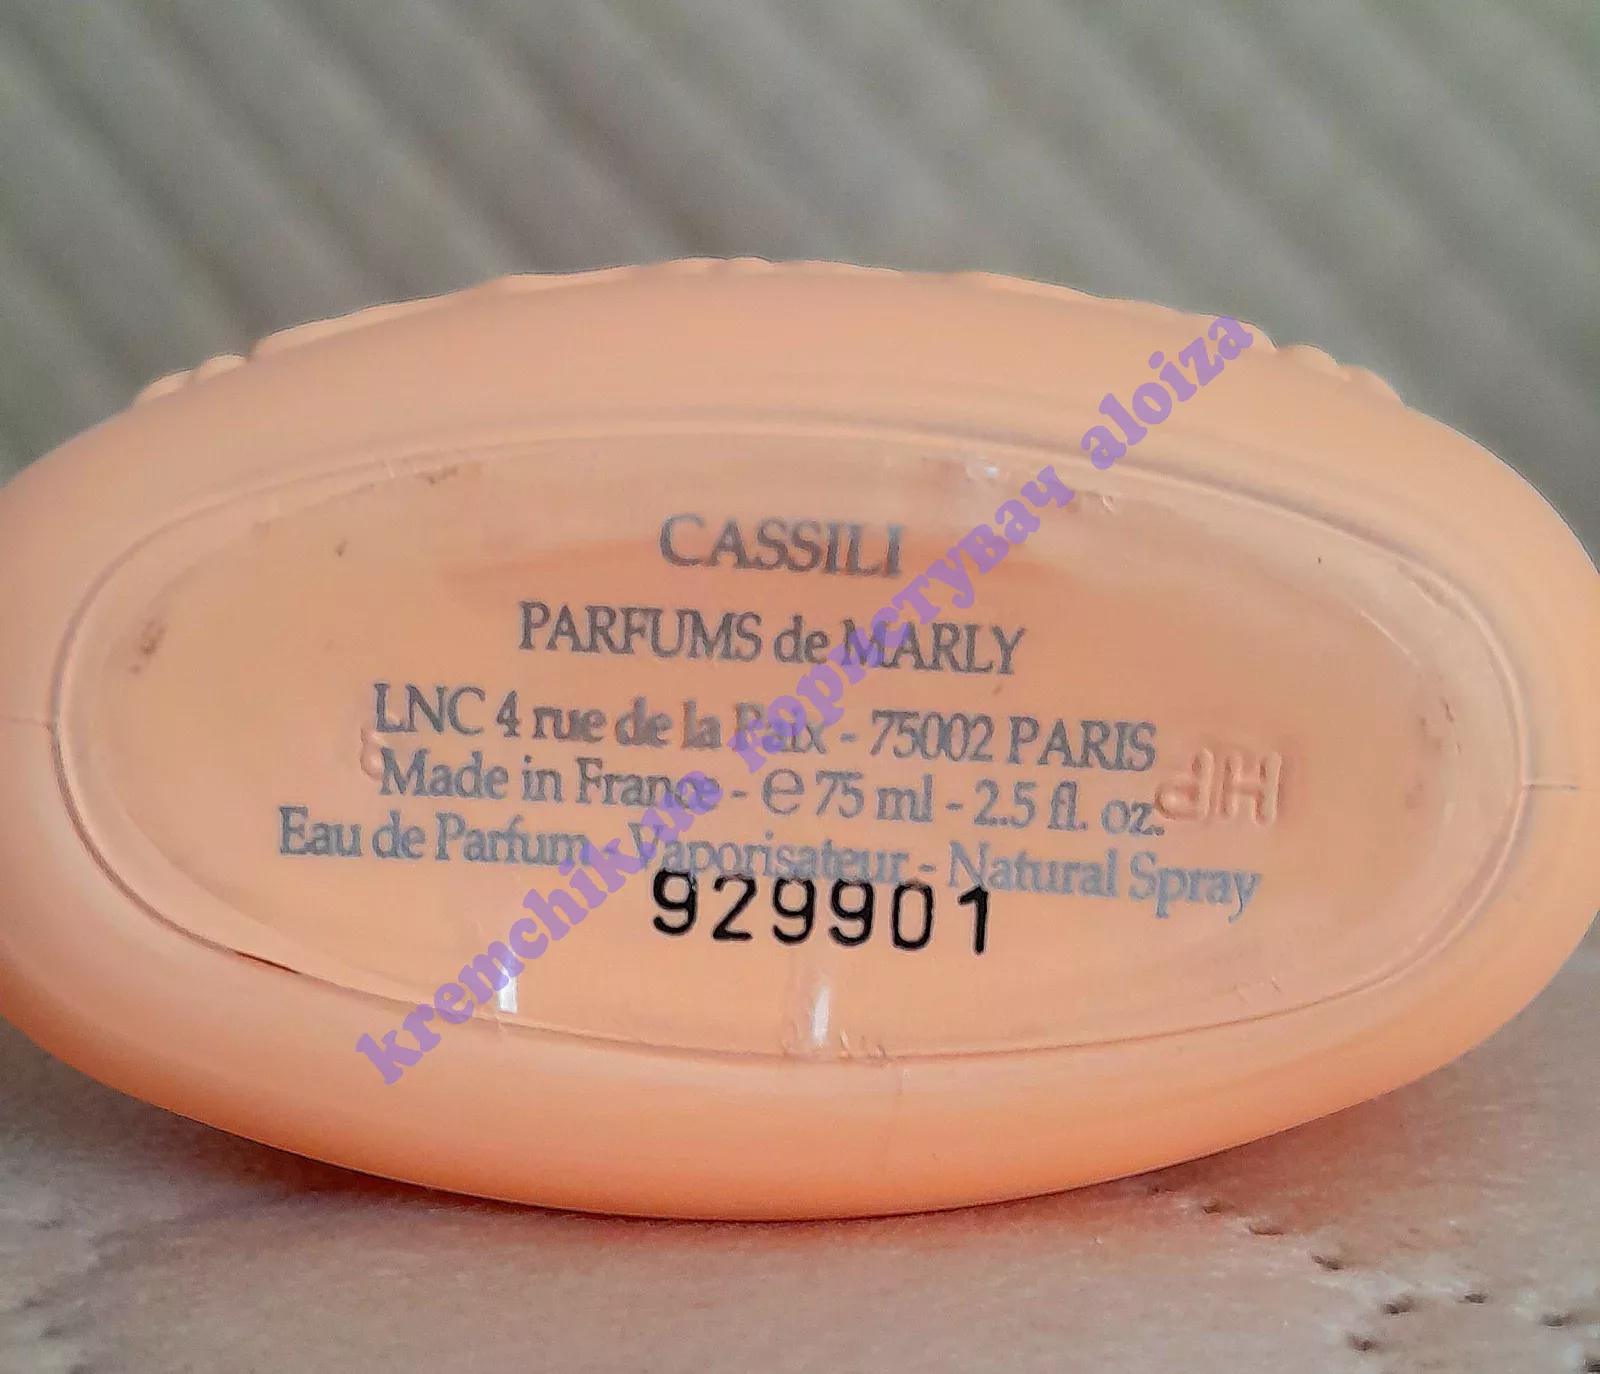 CASSILI
PARFUMS de MARLY
LNC 4 rue de la Paix - 75002 PARIS
Made in France - ℮ 75 ml - 2.5 fl. oz.
Eau de Parfum - Vaporisateur - Natural Spray
929901
HP
kremchik.ua користувач aloiza